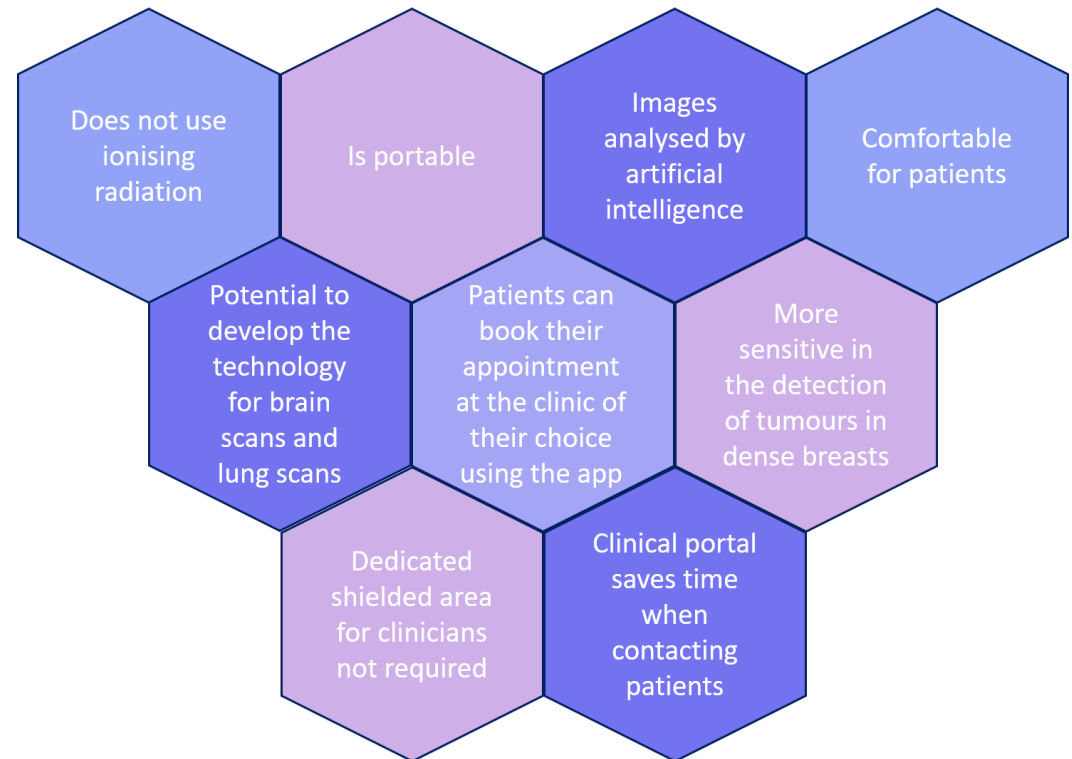 Does not use
ionising
radiation
Is portable
Images
analysed by
artificial
intelligence
Comfortable
for patients
Potential to
develop the
technology
for brain
scans and
lung scans
Patients can
book their
appointment
at the clinic of
their choice
using the app
More
sensitive in
the detection
of tumours in
dense breasts
Dedicated
shielded area
for clinicians
not required
Clinical portal
saves time
when
contacting
patients